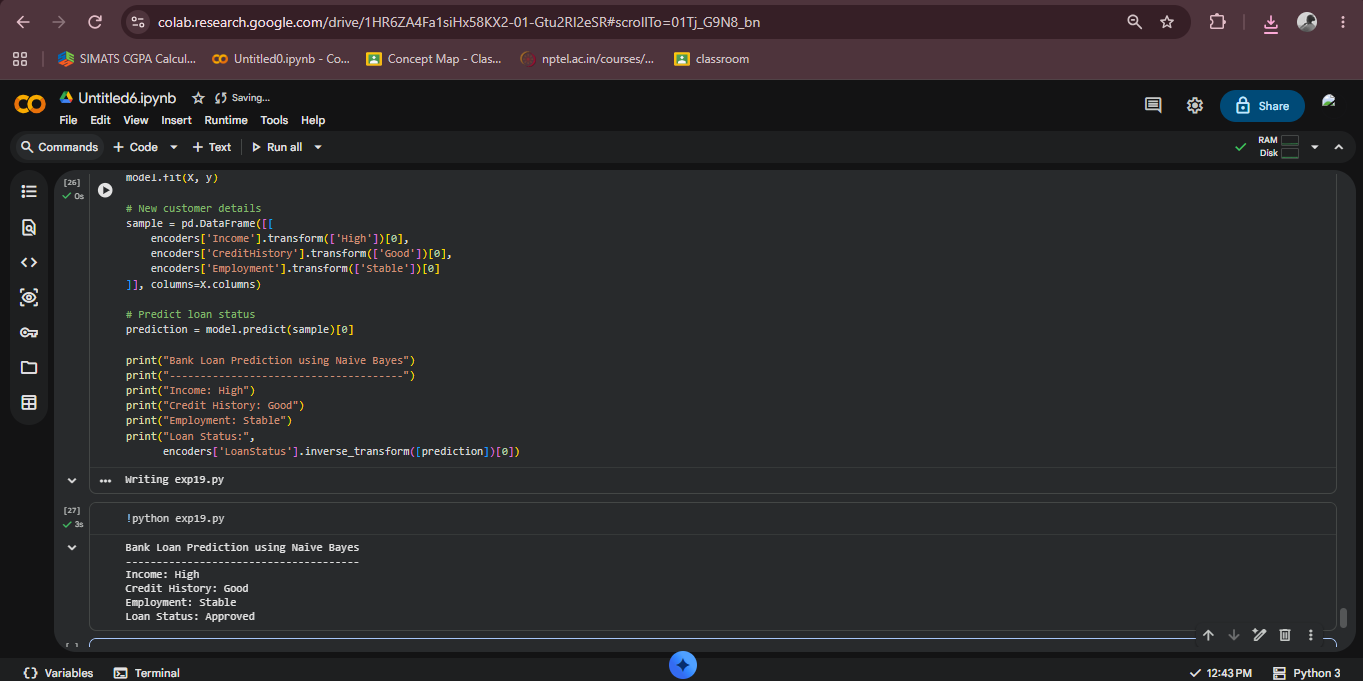 colab.research.google.com/drive/1HR6ZA4Fa1siHx58KX2-01-Gtu2RI2eSR#scrollTo=01Tj_G9N8_bn
SIMATS CGPA Calcul...
Untitled0.ipynb - Co...
Concept Map - Clas...
nptel.ac.in/courses/...
classroom
Untitled6.ipynb
Saving...
File Edit View Insert Runtime Tools Help
Share
Commands + Code + Text Run all
RAM
Disk
[26]
0s
model.fit(X, y)
# New customer details
sample = pd.DataFrame([[
encoders['Income'].transform(['High'])[0],
encoders['CreditHistory'].transform(['Good'])[0],
encoders['Employment'].transform(['Stable'])[0]
]], columns=X.columns)
# Predict loan status
prediction = model.predict(sample)[0]
print("Bank Loan Prediction using Naive Bayes")
print("--------------------------------------")
print("Income: High")
print("Credit History: Good")
print("Employment: Stable")
print("Loan Status:",
encoders['LoanStatus'].inverse_transform([prediction])[0])
Writing exp19.py
[27]
3s
!python exp19.py
Bank Loan Prediction using Naive Bayes
--------------------------------------
Income: High
Credit History: Good
Employment: Stable
Loan Status: Approved
[ ]
Variables Terminal
12:43 PM Python 3